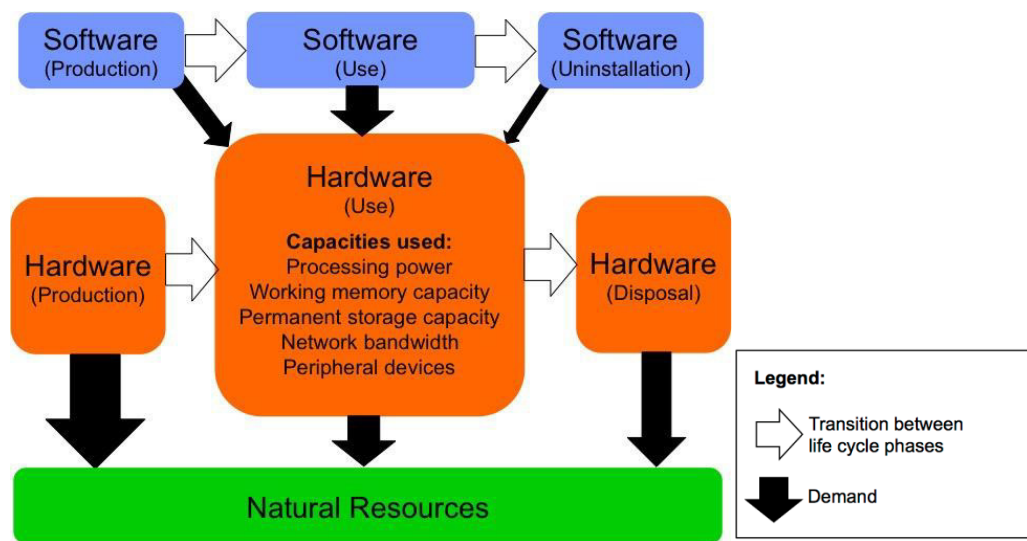 Software
(Production)
Software
(Use)
Software
(Uninstallation)
Hardware
(Use)
Capacities used:
Processing power
Working memory capacity
Permanent storage capacity
Network bandwidth
Peripheral devices
Hardware
(Production)
Hardware
(Disposal)
Natural Resources
Legend:
Transition between
life cycle phases
Demand